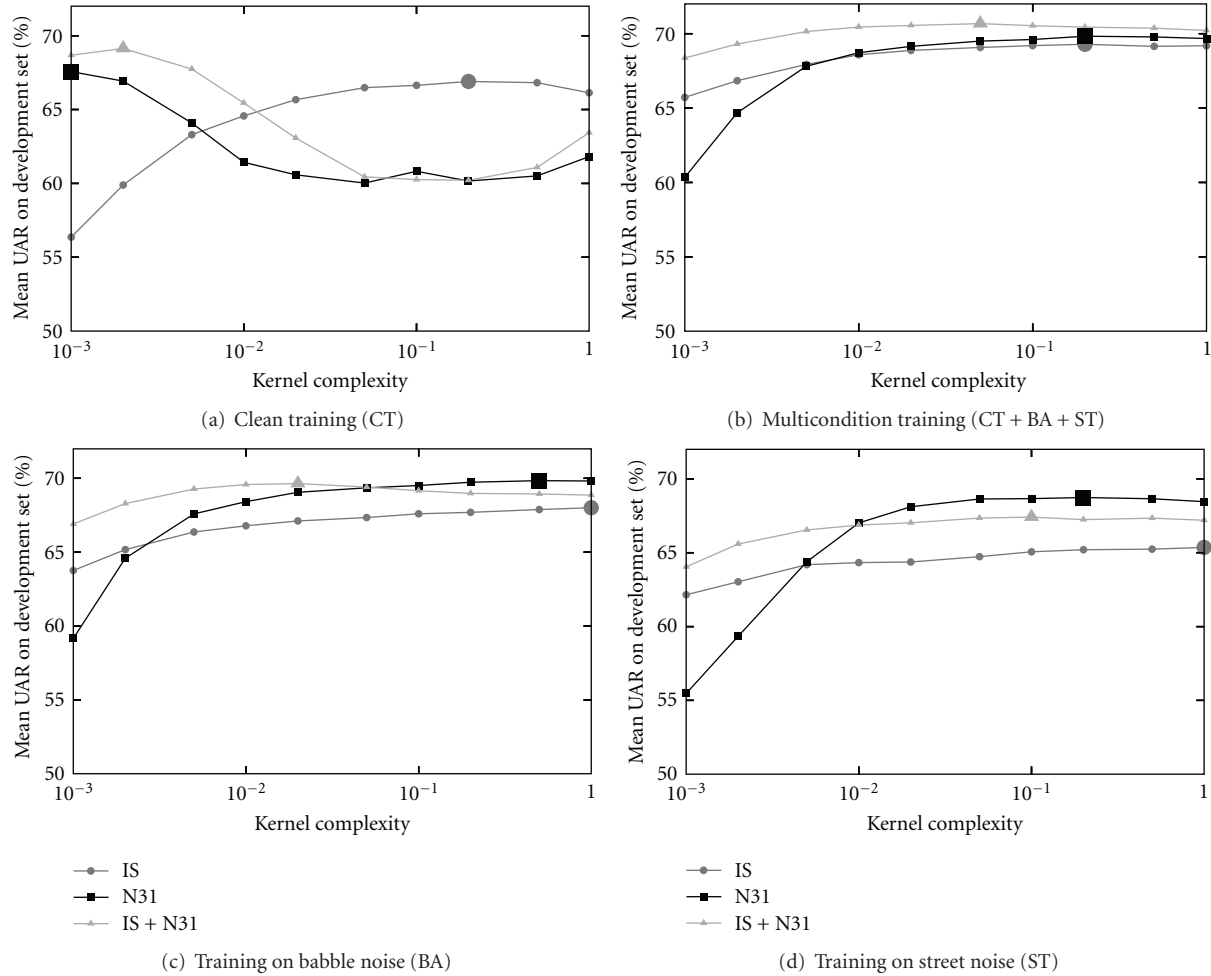 Mean UAR on development set (%)
70
65
60
55
50
10⁻³
10⁻²
10⁻¹
1
Kernel complexity
(a) Clean training (CT)
Mean UAR on development set (%)
70
65
60
55
50
10⁻³
10⁻²
10⁻¹
1
Kernel complexity
(b) Multicondition training (CT + BA + ST)
Mean UAR on development set (%)
70
65
60
55
50
10⁻³
10⁻²
10⁻¹
1
Kernel complexity
IS
N31
IS + N31
(c) Training on babble noise (BA)
Mean UAR on development set (%)
70
65
60
55
50
10⁻³
10⁻²
10⁻¹
1
Kernel complexity
IS
N31
IS + N31
(d) Training on street noise (ST)